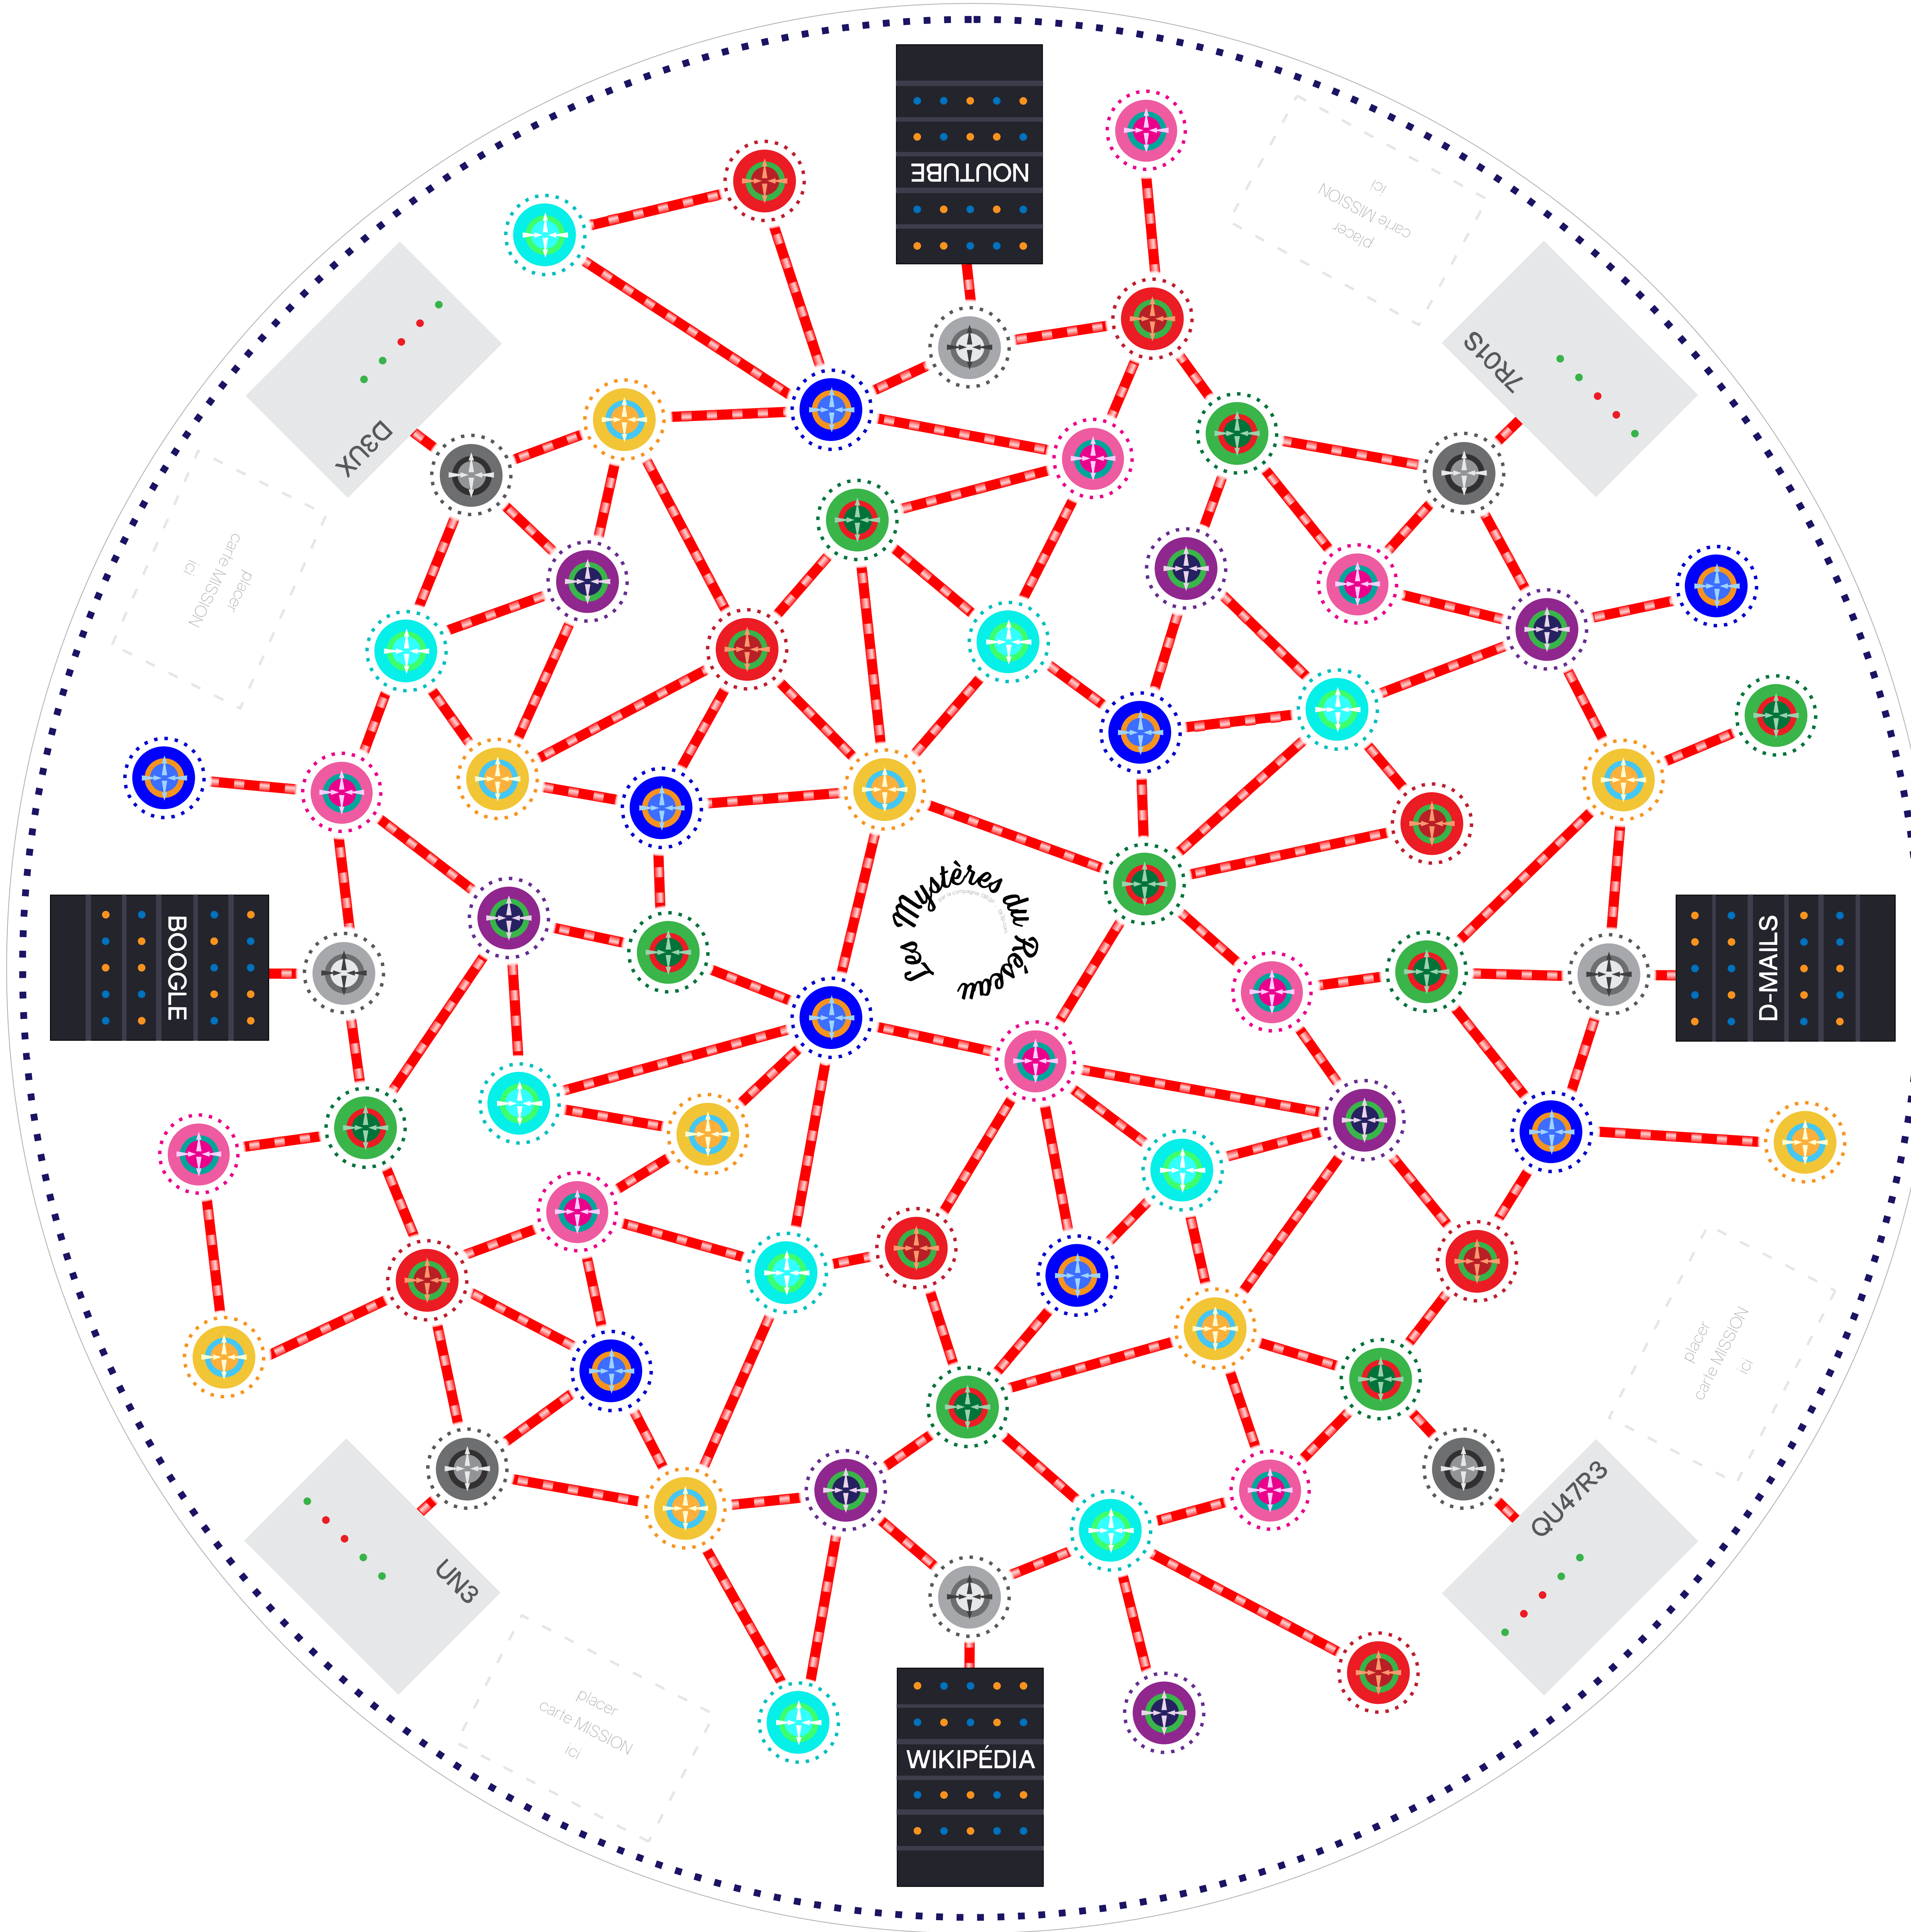 NOUTUBE
placer
carte MISSION
ici
7R01S
D3UX
placer
carte MISSION
ici
Les Mystères du Réseau
BOOGLE
D-MAILS
placer
carte MISSION
ici
QU47R3
UN3
placer
carte MISSION
ici
WIKIPÉDIA